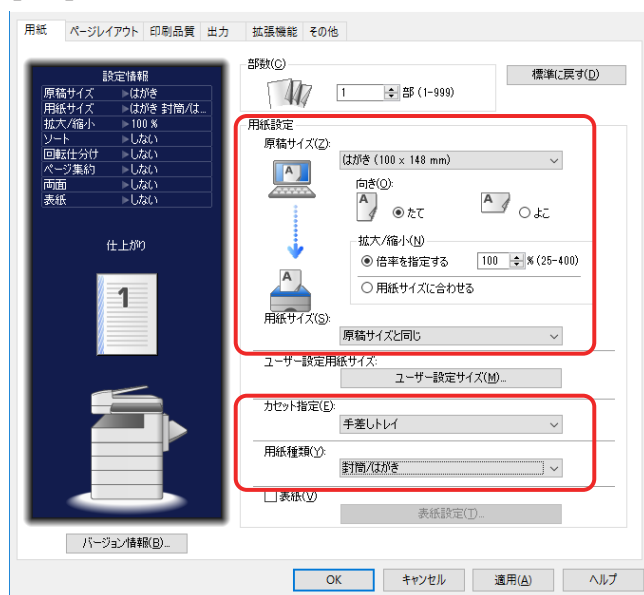 用紙 ページレイアウト 印刷品質 出力 拡張機能 その他
設定情報
原稿サイズ ▶はがき
用紙サイズ ▶はがき 封筒/は...
拡大/縮小 ▶100 %
ソート ▶しない
回転仕分け ▶しない
ページ集約 ▶しない
両面 ▶しない
表紙 ▶しない
仕上がり
1
バージョン情報(B)...
部数(C)
1 部 (1-999)
標準に戻す(D)
用紙設定
原稿サイズ(Z):
はがき (100 x 148 mm)
A
向き(O):
A たて A よこ
拡大/縮小(N)
倍率を指定する 100 % (25-400)
用紙サイズに合わせる
A
用紙サイズ(S):
原稿サイズと同じ
ユーザー設定用紙サイズ:
ユーザー設定サイズ(M)...
カセット指定(E):
手差しトレイ
用紙種類(Y):
封筒/はがき
表紙(V)
表紙設定(T)...
OK キャンセル 適用(A) ヘルプ